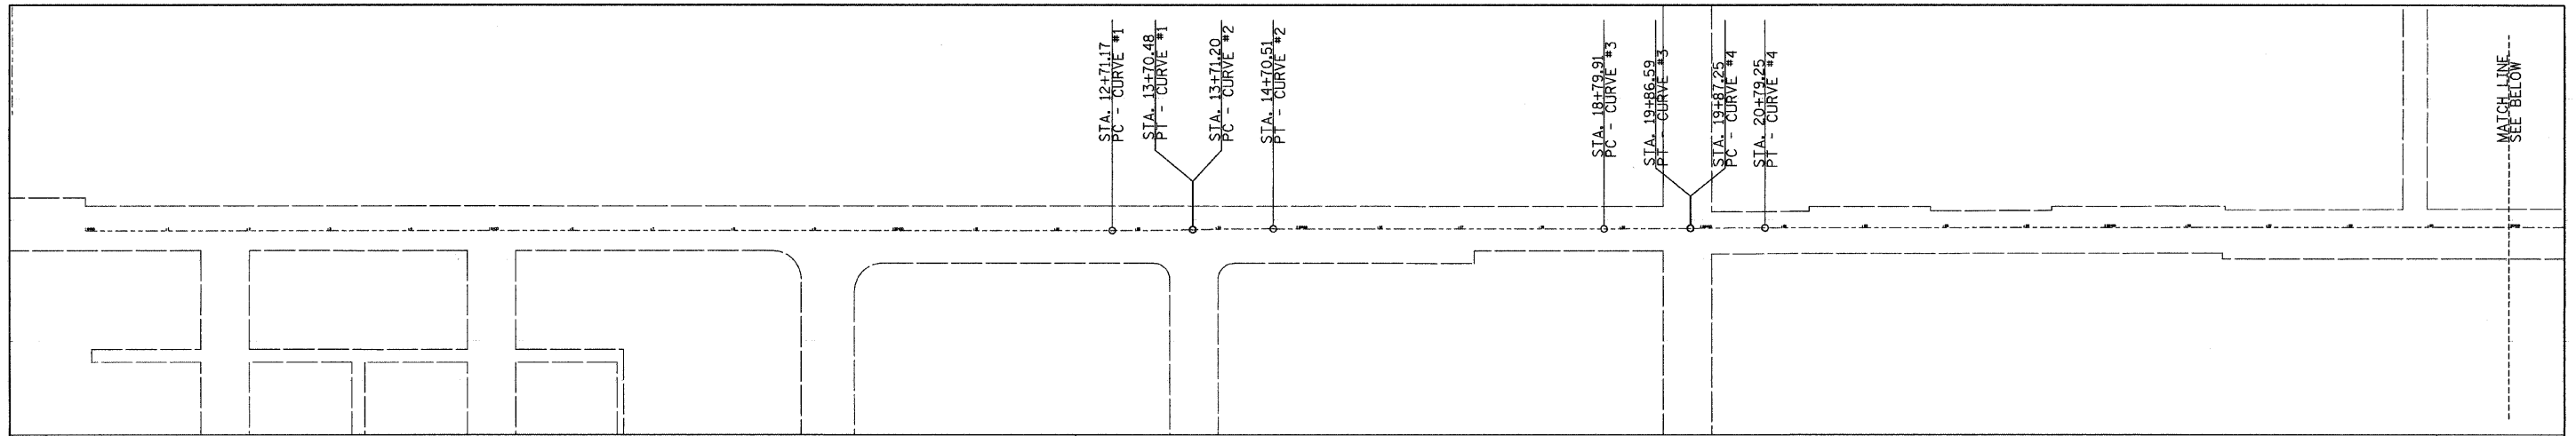 STA. 12+71.17
PC - CURVE #1
STA. 13+70.48
PT - CURVE #1
STA. 13+71.20
PC - CURVE #2
STA. 14+70.51
PT - CURVE #2
STA. 18+79.91
PC - CURVE #3
STA. 19+86.59
PT - CURVE #3
STA. 19+87.25
PC - CURVE #4
STA. 20+79.25
PT - CURVE #4
MATCH LINE
SEE BELOW